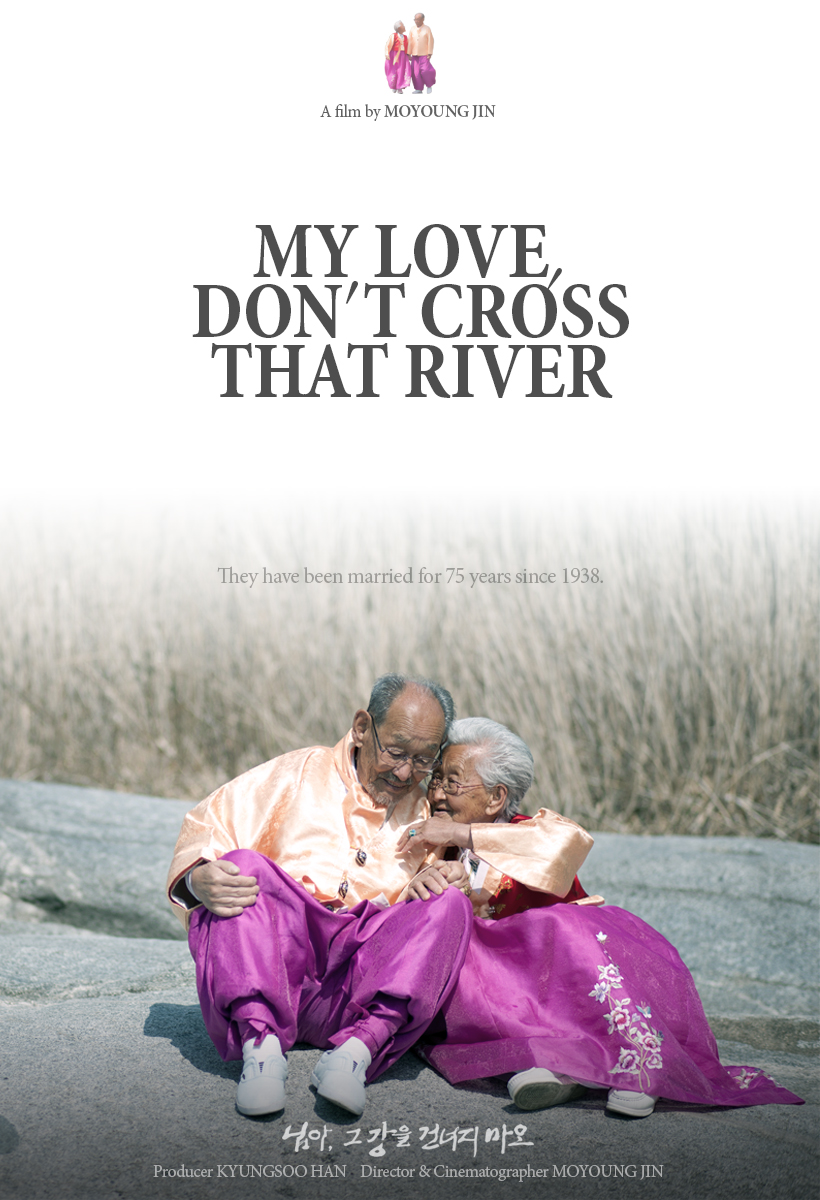 A film by MOYOUNG JIN
MY LOVE,
DON'T CROSS
THAT RIVER
They have been married for 75 years since 1938.
님아, 그 강을 건너지 마오
Producer KYUNGSOO HAN Director & Cinematographer MOYOUNG JIN